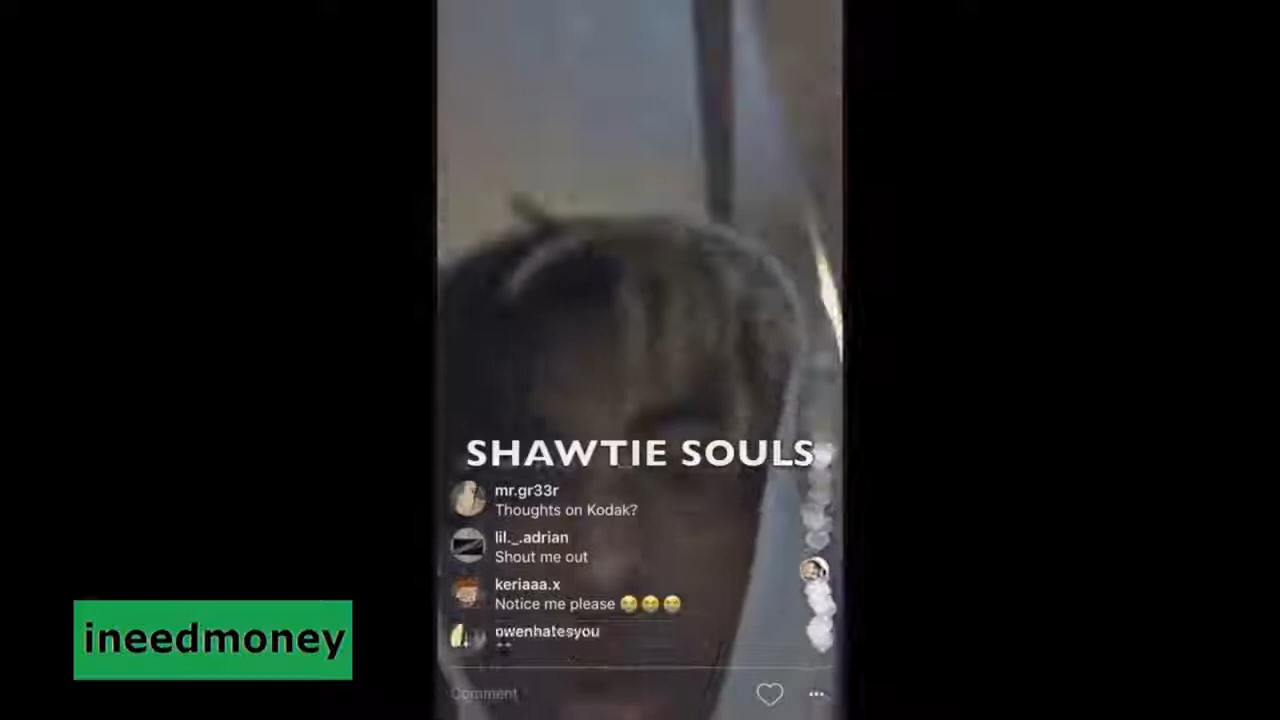 SHAWTIE SOULS
mr.gr33r
Thoughts on Kodak?
lil._.adrian
Shout me out
keriaaa.x
Notice me please 😭😭😭
owenhatesyou
ineedmoney
Comment